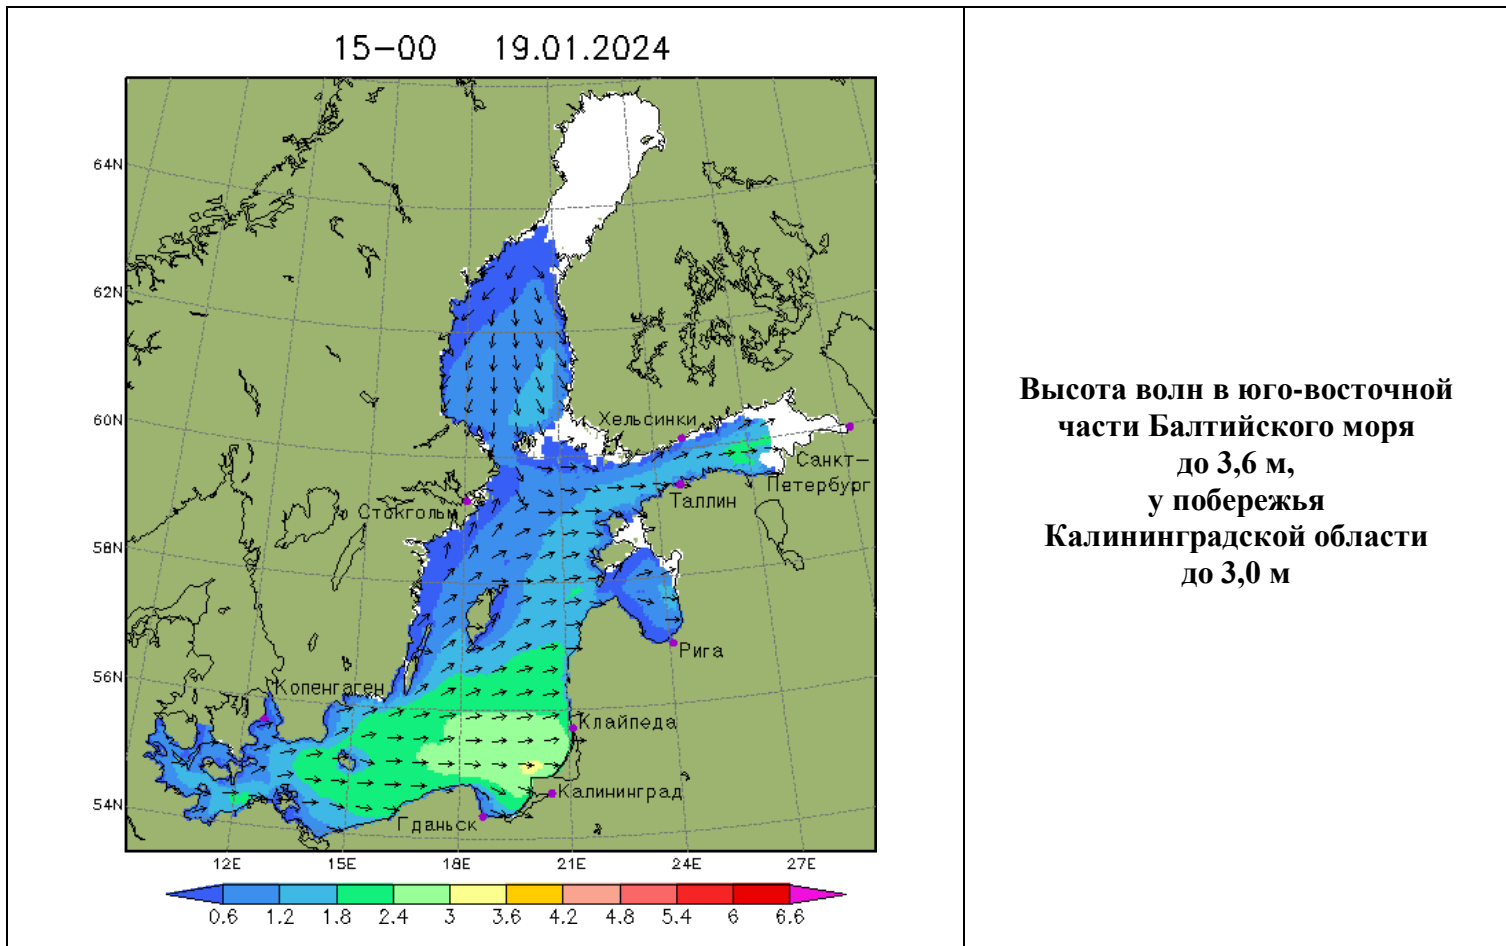 15-00 19.01.2024
64N
62N
60N
58N
56N
54N
Хельсинки
Санкт-
Петербург
Таллин
Стокгольм
Рига
Копенгаген
Клайпеда
Калининград
Гданьск
12E 15E 18E 21E 24E 27E
0.6 1.2 1.8 2.4 3 3.6 4.2 4.8 5.4 6 6.6
Высота волн в юго-восточной
части Балтийского моря
до 3,6 м,
у побережья
Калининградской области
до 3,0 м